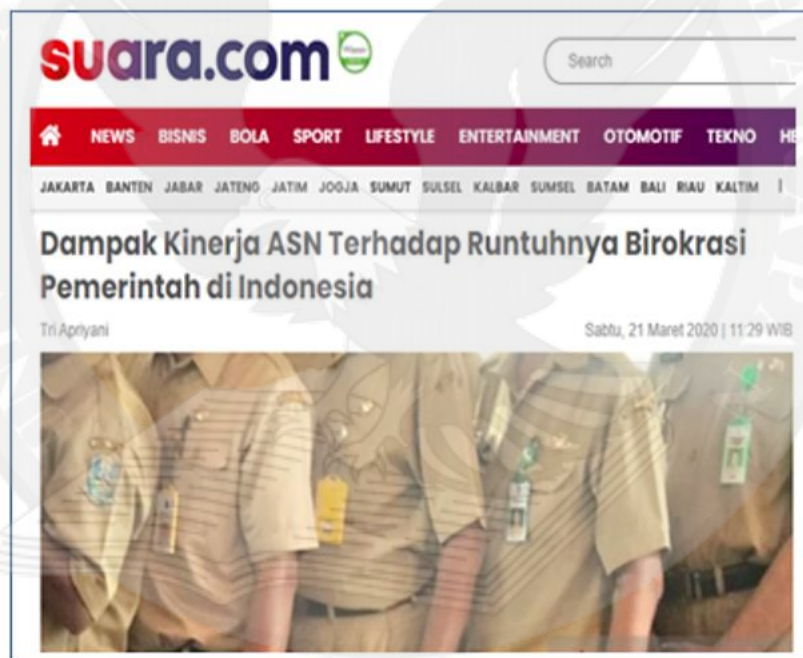 suara.com
Search
NEWS BISNIS BOLA SPORT LIFESTYLE ENTERTAINMENT OTOMOTIF TEKNO HE
JAKARTA BANTEN JABAR JATENG JATIM JOGJA SUMUT SULSEL KALBAR SUMSEL BATAM BALI RIAU KALTIM
Dampak Kinerja ASN Terhadap Runtuhnya Birokrasi
Pemerintah di Indonesia
Tri Apriyani
Sabtu, 21 Maret 2020 | 11:29 WIB